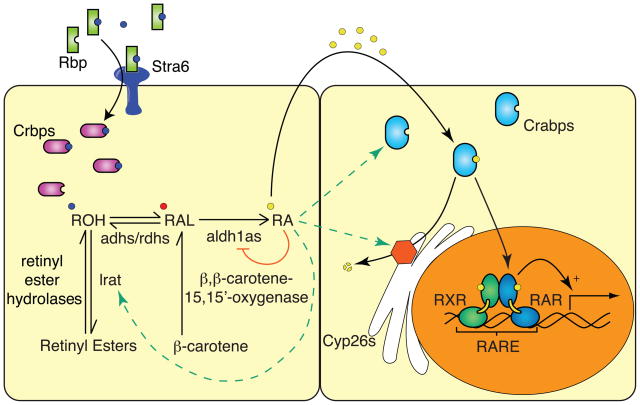 Rbp
Stra6
Crbps
Crabps
ROH
RAL
RA
adhs/rdhs
aldh1as
retinyl
ester
hydrolases
lrat
β,β-carotene-
15,15'-oxygenase
Retinyl Esters
β-carotene
Cyp26s
RXR
RAR
+
RARE